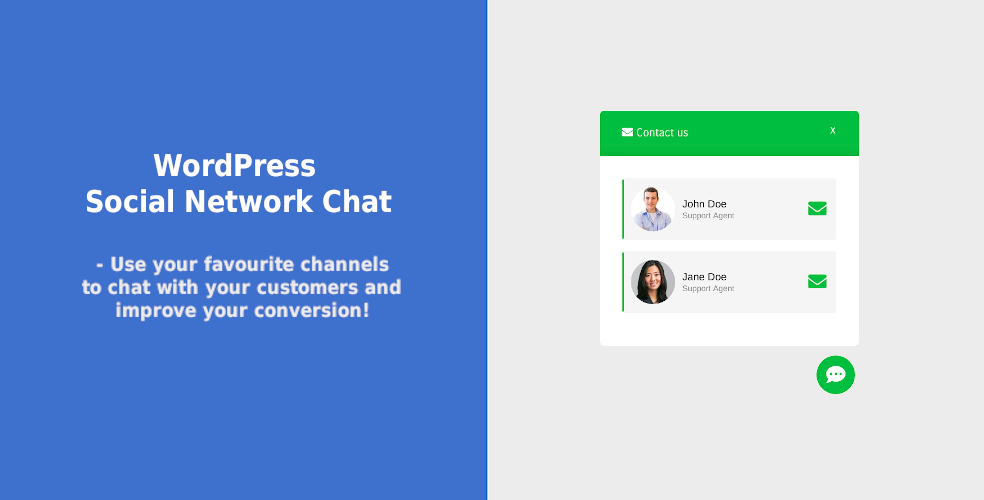 WordPress
Social Network Chat
- Use your favourite channels
to chat with your customers and
improve your conversion!
Contact us
X
John Doe
Support Agent
Jane Doe
Support Agent